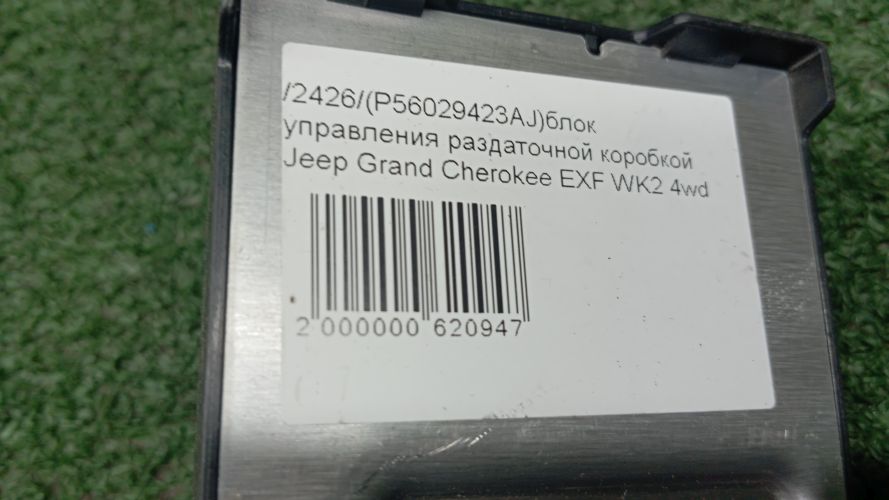 /2426/(P56029423AJ)блок
управления раздаточной коробкой
Jeep Grand Cherokee EXF WK2 4wd
2 000000 620947